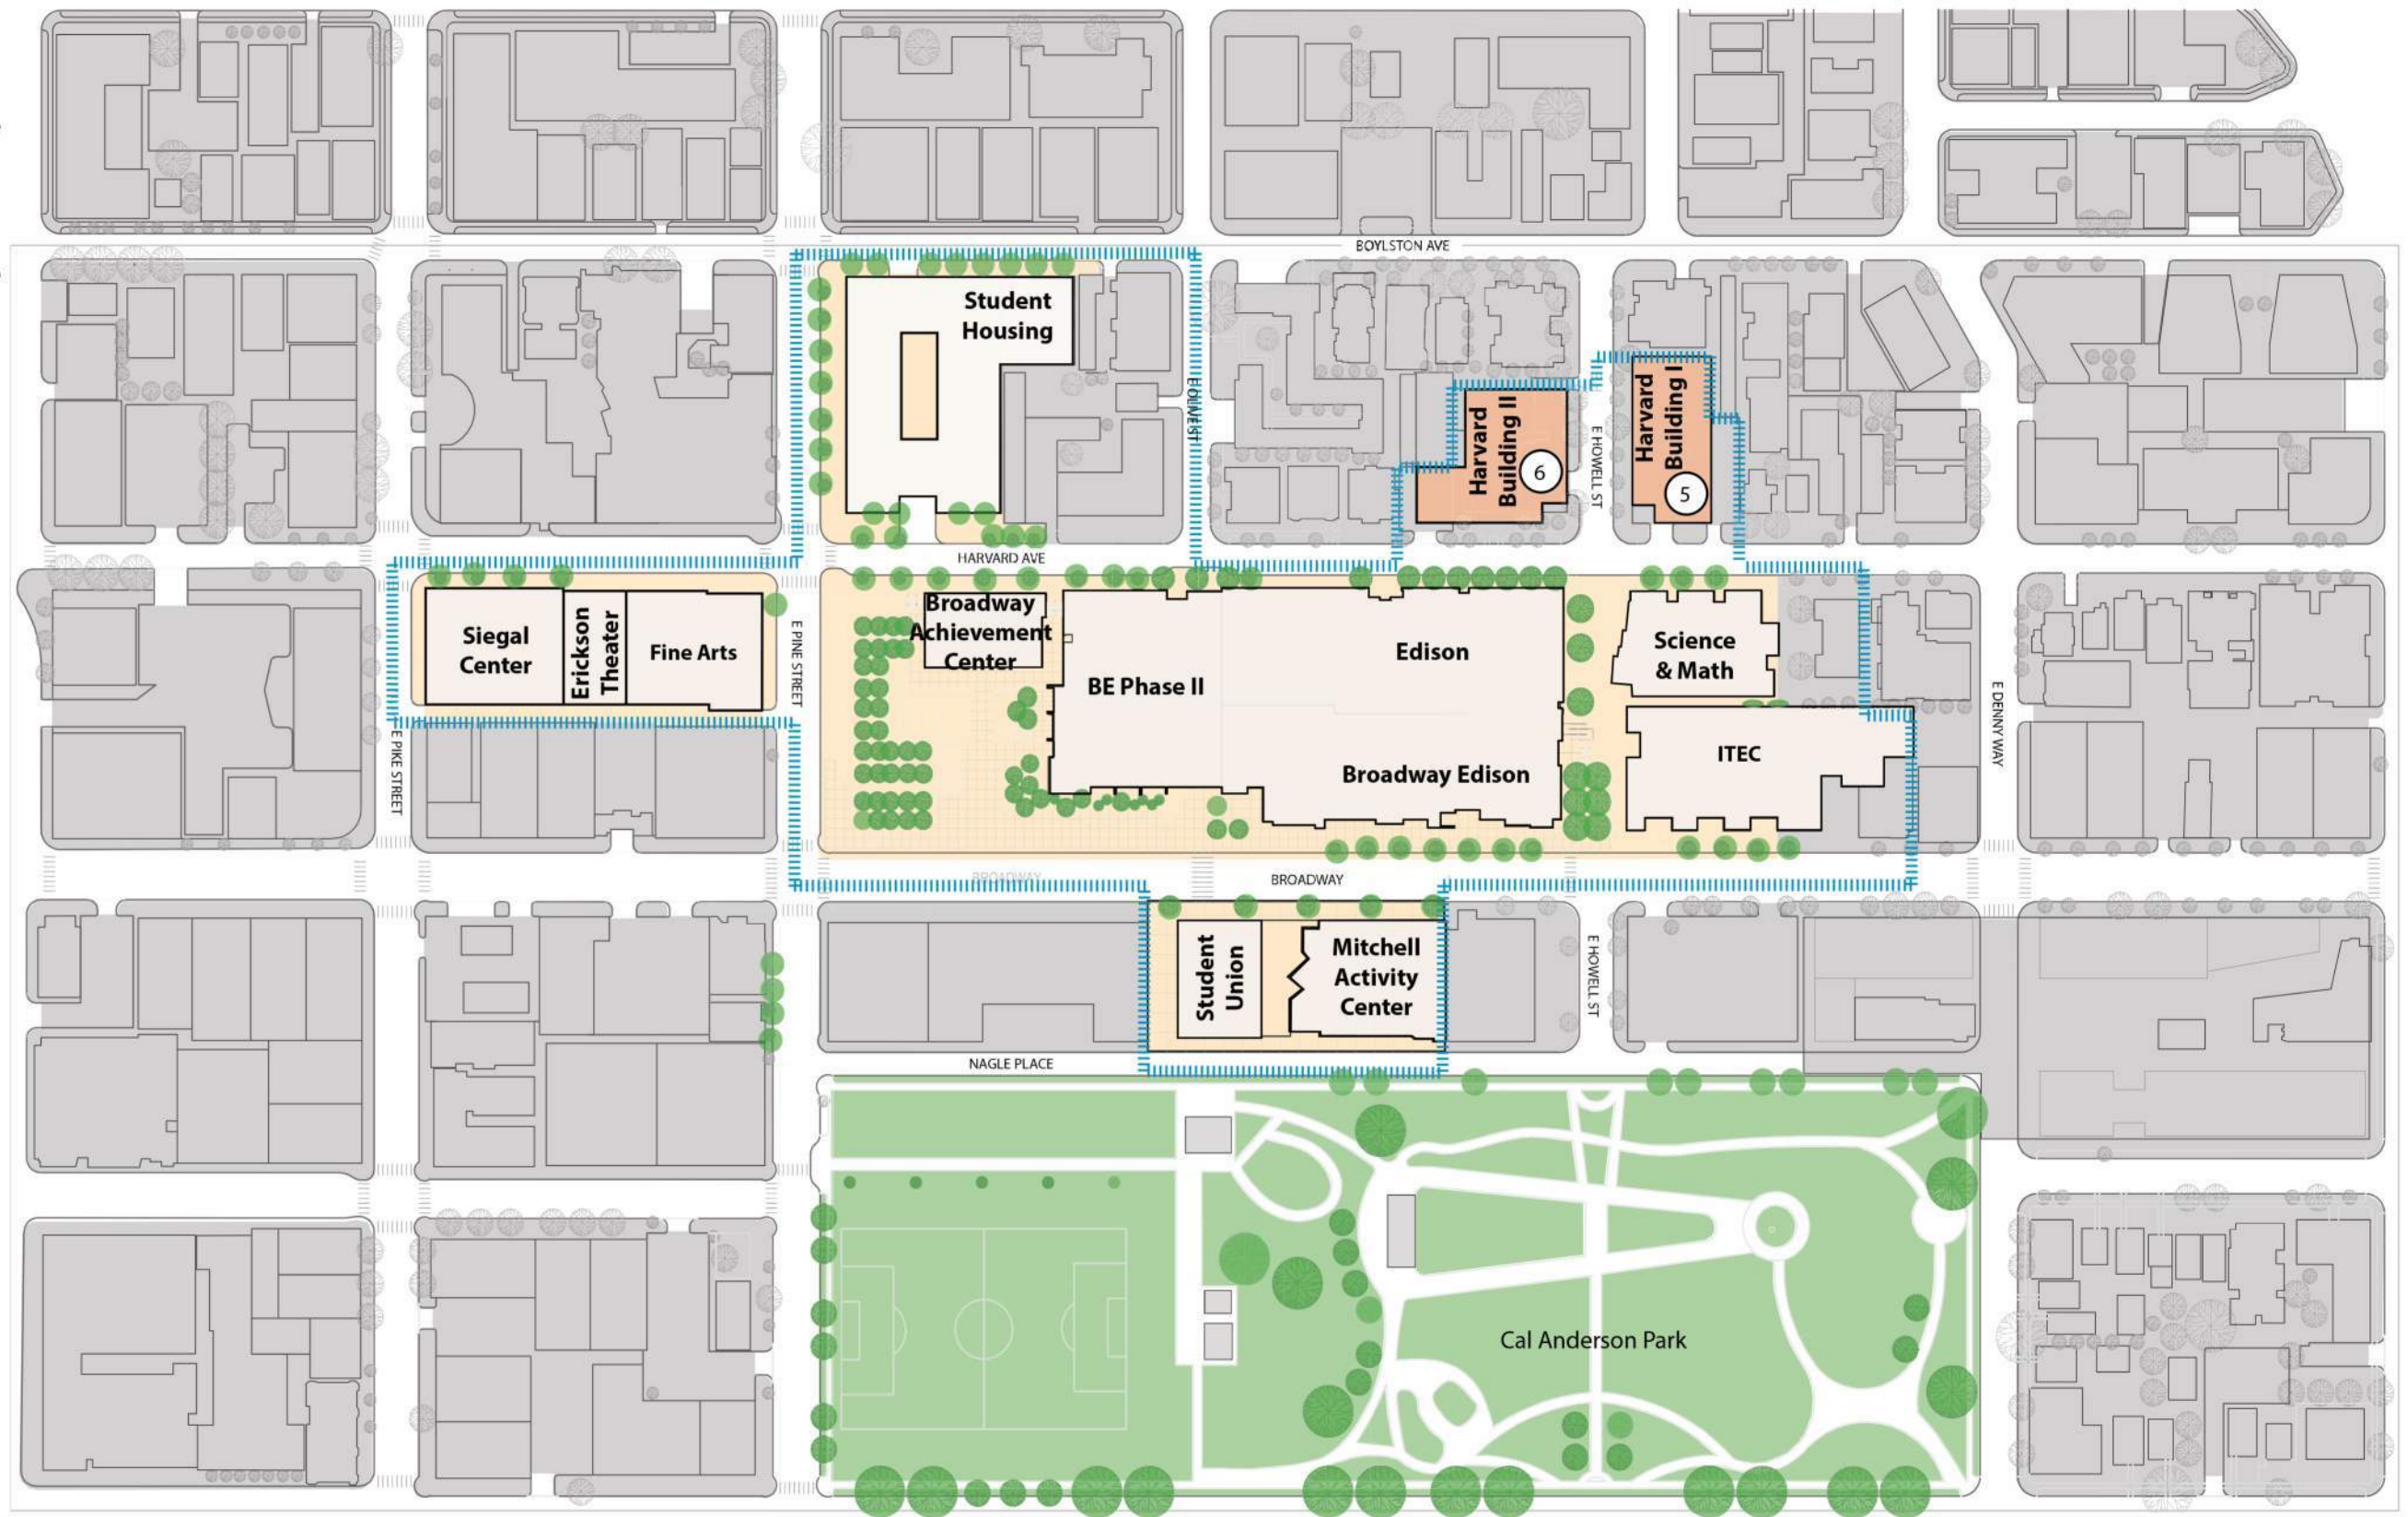 BOYLSTON AVE
Student
Housing
E OLIVE ST
Harvard
Building II
6
E HOWELL ST
Harvard
Building I
5
HARVARD AVE
Siegal
Center
Erickson
Theater
Fine Arts
E PINE STREET
E PIKE STREET
Broadway
Achievement
Center
BE Phase II
Edison
Broadway Edison
Science
& Math
ITEC
E DENNY WAY
BROADWAY
BROADWAY
Student
Union
Mitchell
Activity
Center
E HOWELL ST
NAGLE PLACE
Cal Anderson Park